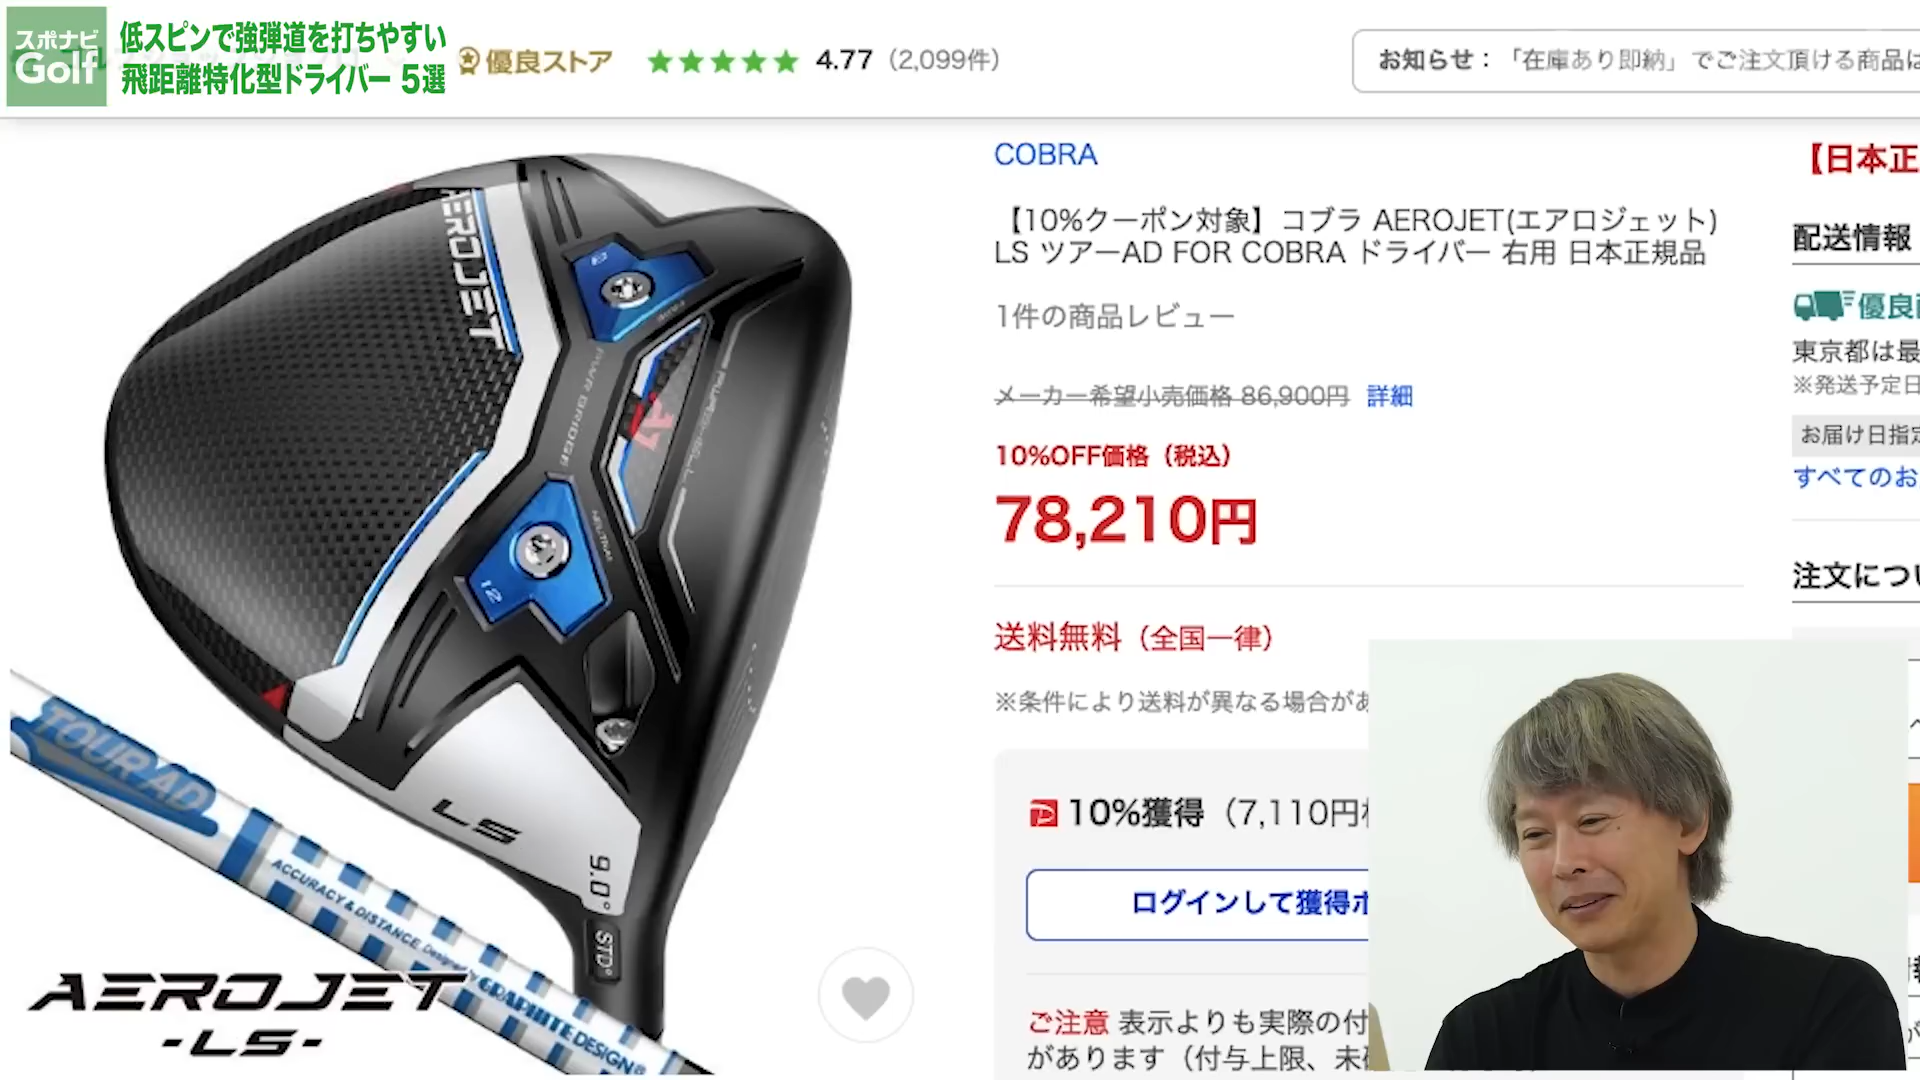 スポナビ
Golf
低スピンで強弾道を打ちやすい
飛距離特化型ドライバー 5選
優良ストア
4.77（2,099件）
お知らせ：「在庫あり即納」でご注文頂ける商品は
COBRA
【10%クーポン対象】コブラ AEROJET(エアロジェット)
LS ツアーAD FOR COBRA ドライバー 右用 日本正規品
1件の商品レビュー
メーカー希望小売価格 86,900円 詳細
10%OFF価格（税込）
78,210円
送料無料（全国一律）
※条件により送料が異なる場合があ
10%獲得（7,110円
ログインして獲得ポ
ご注意 表示よりも実際の付
があります（付与上限、未
【日本正
配送情報
優良
東京都は最
※発送予定日
お届け日指定
すべてのお
注文につい
AEROJET
PWR BRIDGE
NEUTRAL
12
LS
9.0°
STD°
TOUR AD
ACCURACY & DISTANCE Designed by GRAPHITE DESIGN®
AEROJET
-LS-